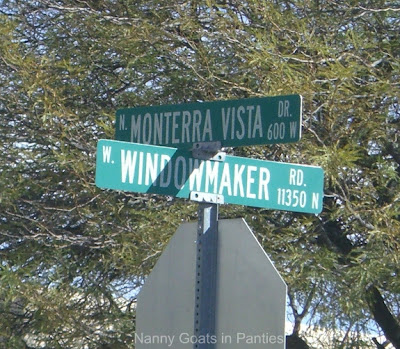 N. MONTERRA VISTA DR. 600 W
W. WINDOWMAKER RD. 11350 N
Nanny Goats in Panties